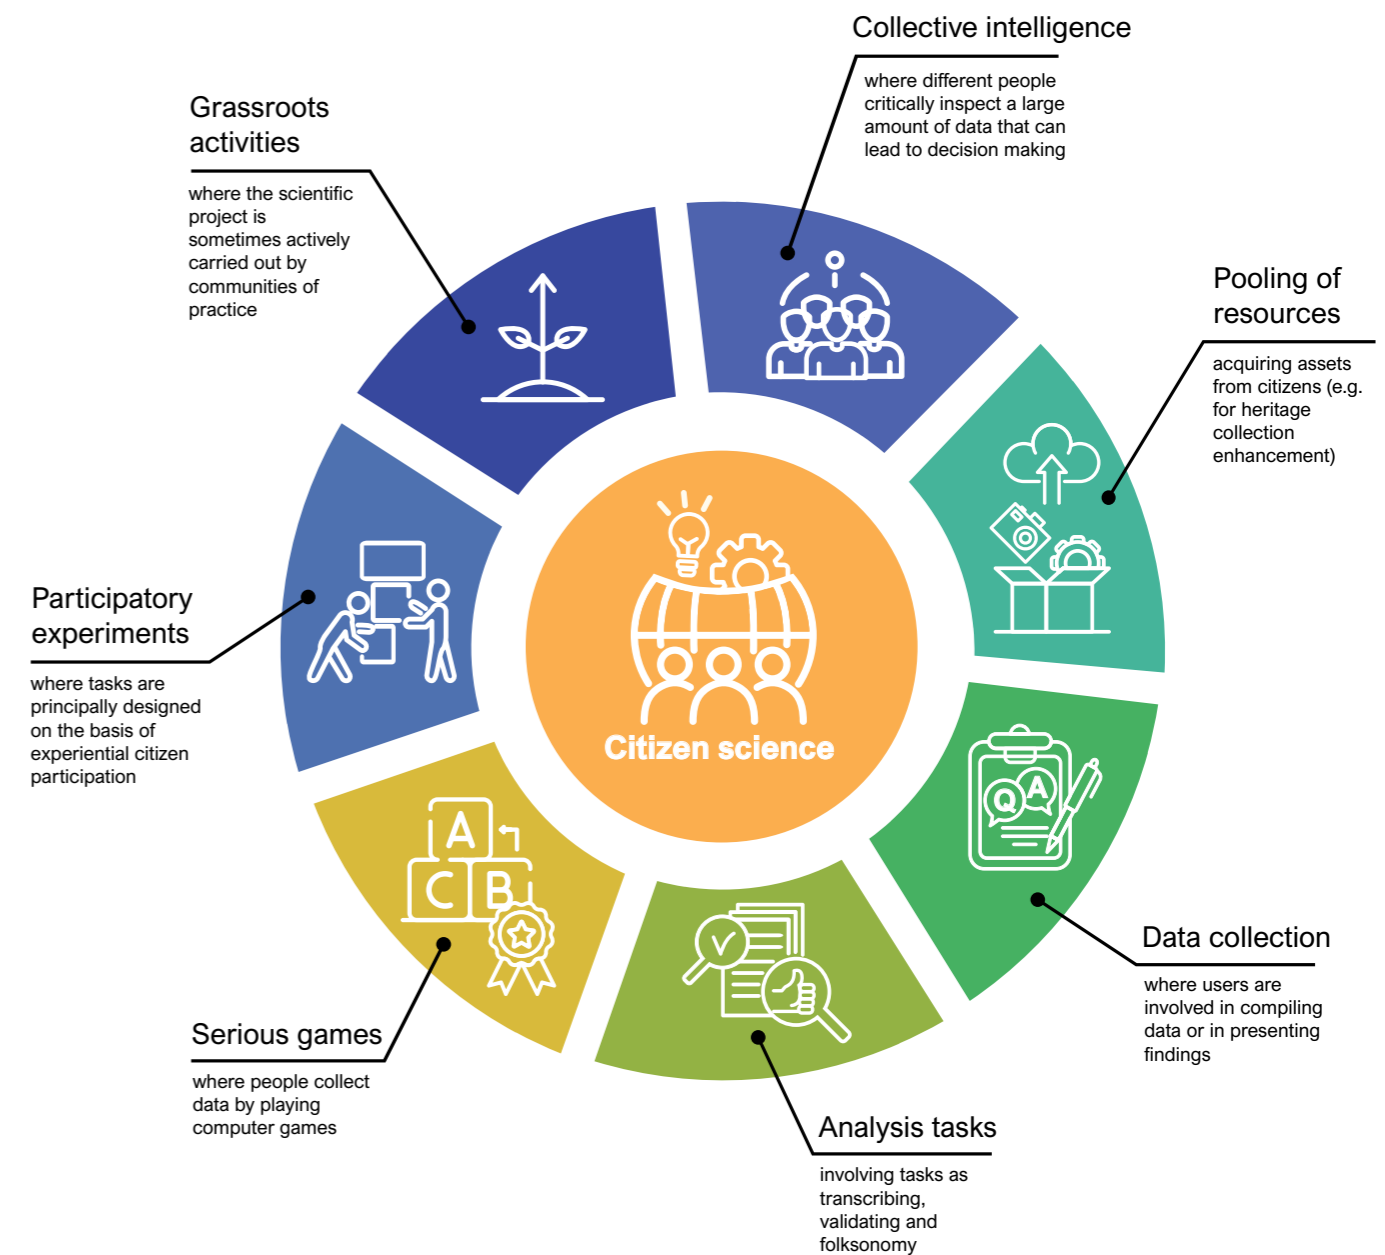 Collective intelligence
where different people
critically inspect a large
amount of data that can
lead to decision making
Grassroots
activities
where the scientific
project is
sometimes actively
carried out by
communities of
practice
Pooling of
resources
acquiring assets
from citizens (e.g.
for heritage
collection
enhancement)
Participatory
experiments
where tasks are
principally designed
on the basis of
experiential citizen
participation
Citizen science
Q A
A
C B
Data collection
where users are
involved in compiling
data or in presenting
findings
Serious games
where people collect
data by playing
computer games
Analysis tasks
involving tasks as
transcribing,
validating and
folksonomy